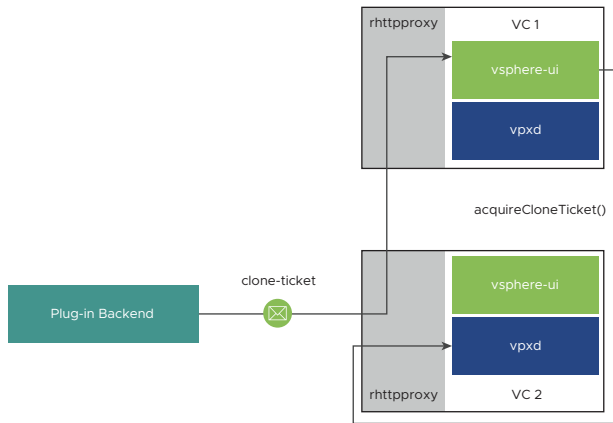 rhttpproxy
VC 1
vsphere-ui
vpxd
acquireCloneTicket()
clone-ticket
Plug-in Backend
vsphere-ui
vpxd
rhttpproxy
VC 2